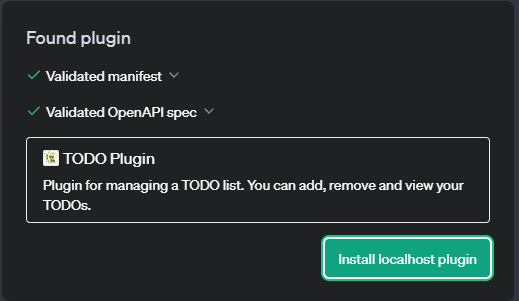 Found plugin
Validated manifest
Validated OpenAPI spec
TODO Plugin
Plugin for managing a TODO list. You can add, remove and view your
TODOs.
Install localhost plugin